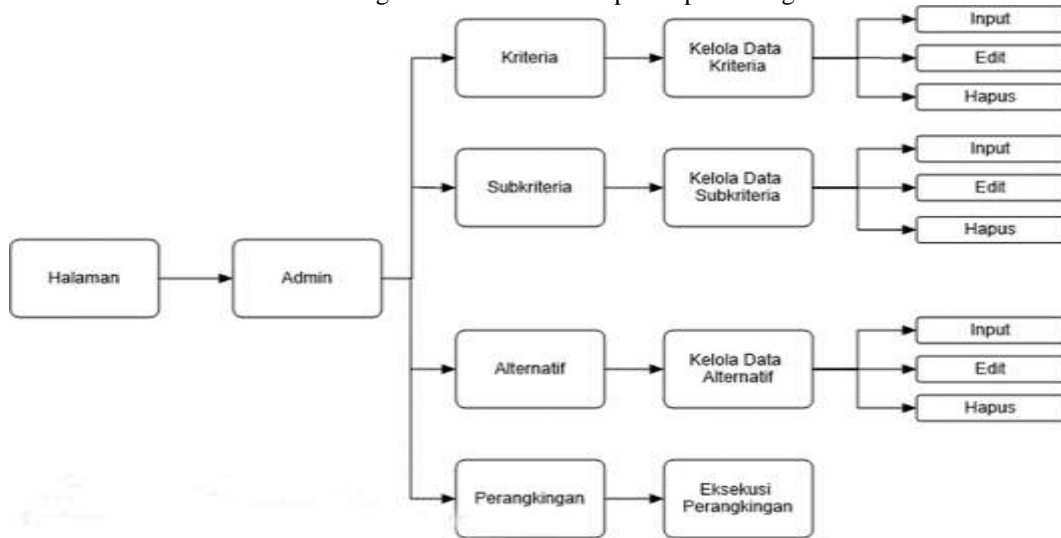 Input
Kriteria
Kelola Data
Kriteria
Edit
Hapus
Input
Subkriteria
Kelola Data
Subkriteria
Edit
Hapus
Halaman
Admin
Input
Alternatif
Kelola Data
Alternatif
Edit
Hapus
Perangkingan
Eksekusi
Perangkingan